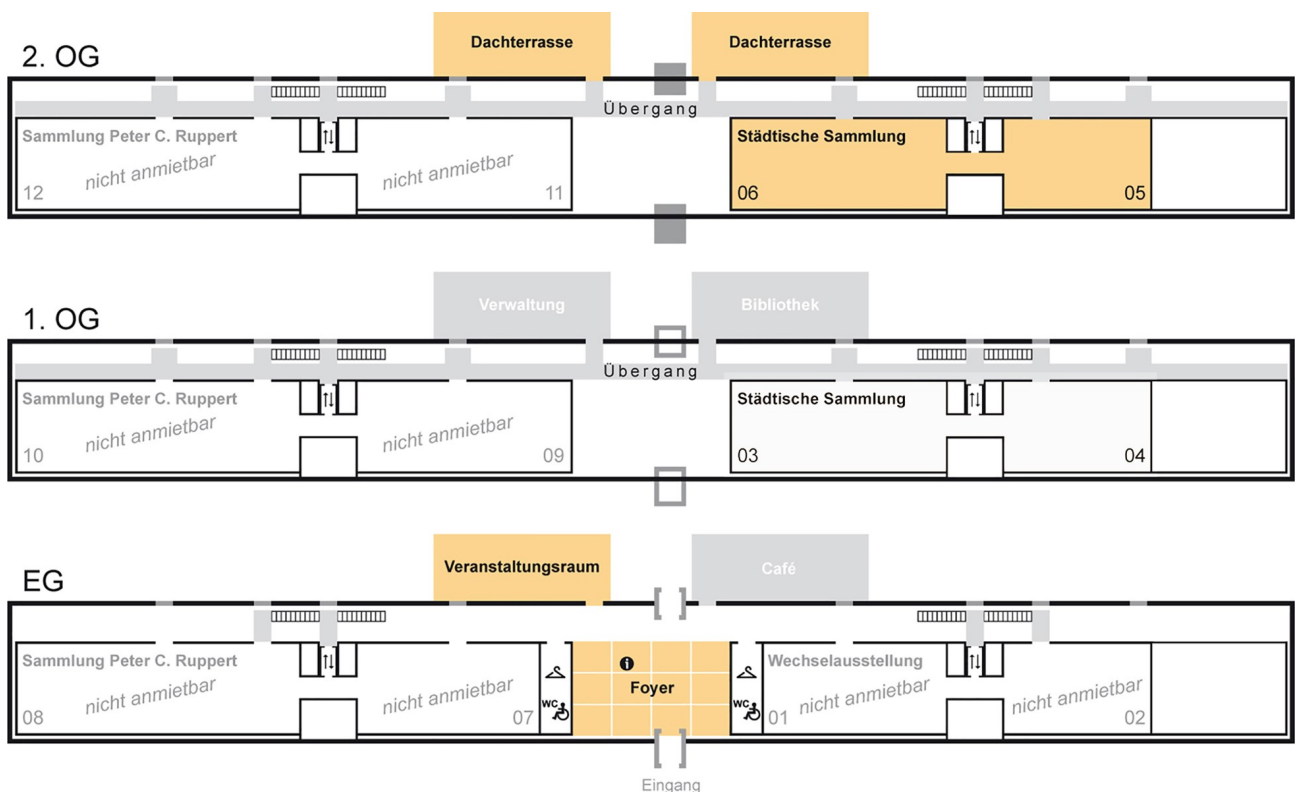 Dachterrasse
Dachterrasse
2. OG
Übergang
Sammlung Peter C. Ruppert
Städtische Sammlung
nicht anmietbar
nicht anmietbar
12
11
06
05
Verwaltung
Bibliothek
1. OG
Übergang
Sammlung Peter C. Ruppert
Städtische Sammlung
nicht anmietbar
nicht anmietbar
10
09
03
04
Veranstaltungsraum
Café
EG
Sammlung Peter C. Ruppert
Wechselausstellung
nicht anmietbar
nicht anmietbar
i
Foyer
nicht anmietbar
nicht anmietbar
08
07
WC
WC
01
02
Eingang